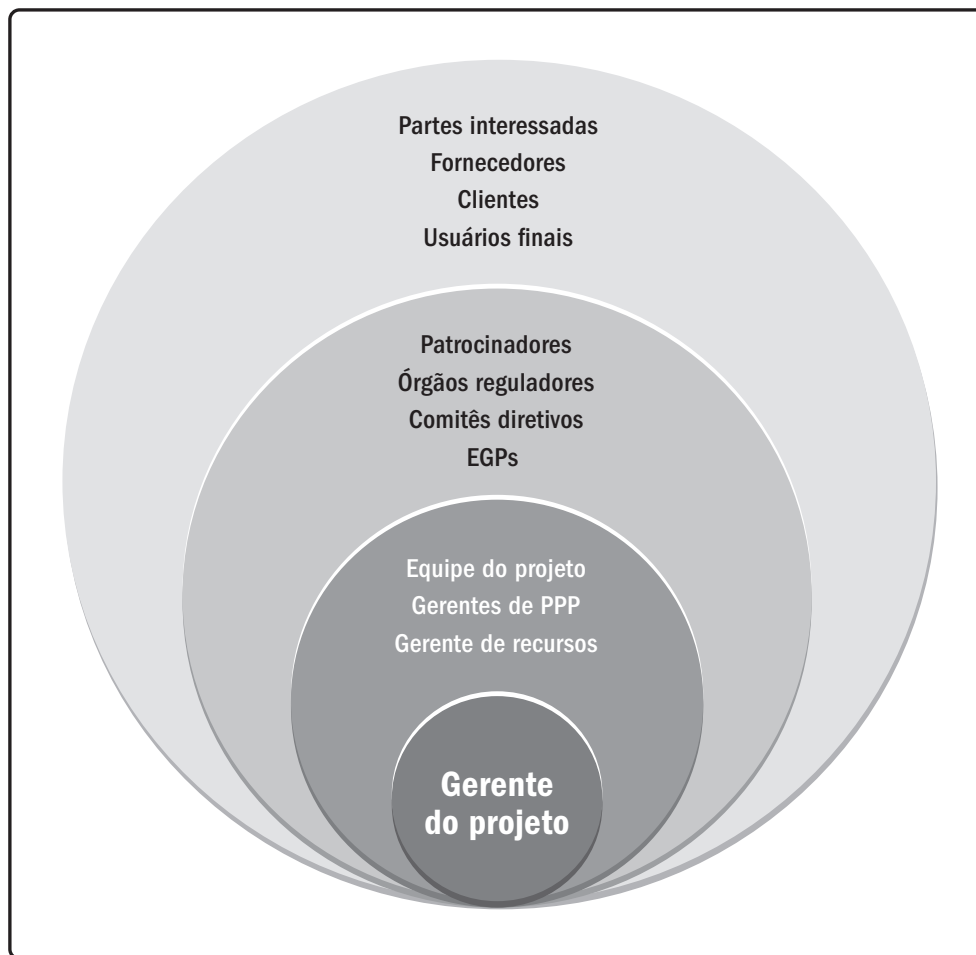 Partes interessadas
Fornecedores
Clientes
Usuários finais
Patrocinadores
Órgãos reguladores
Comitês diretivos
EGPs
Equipe do projeto
Gerentes de PPP
Gerente de recursos
Gerente
do projeto